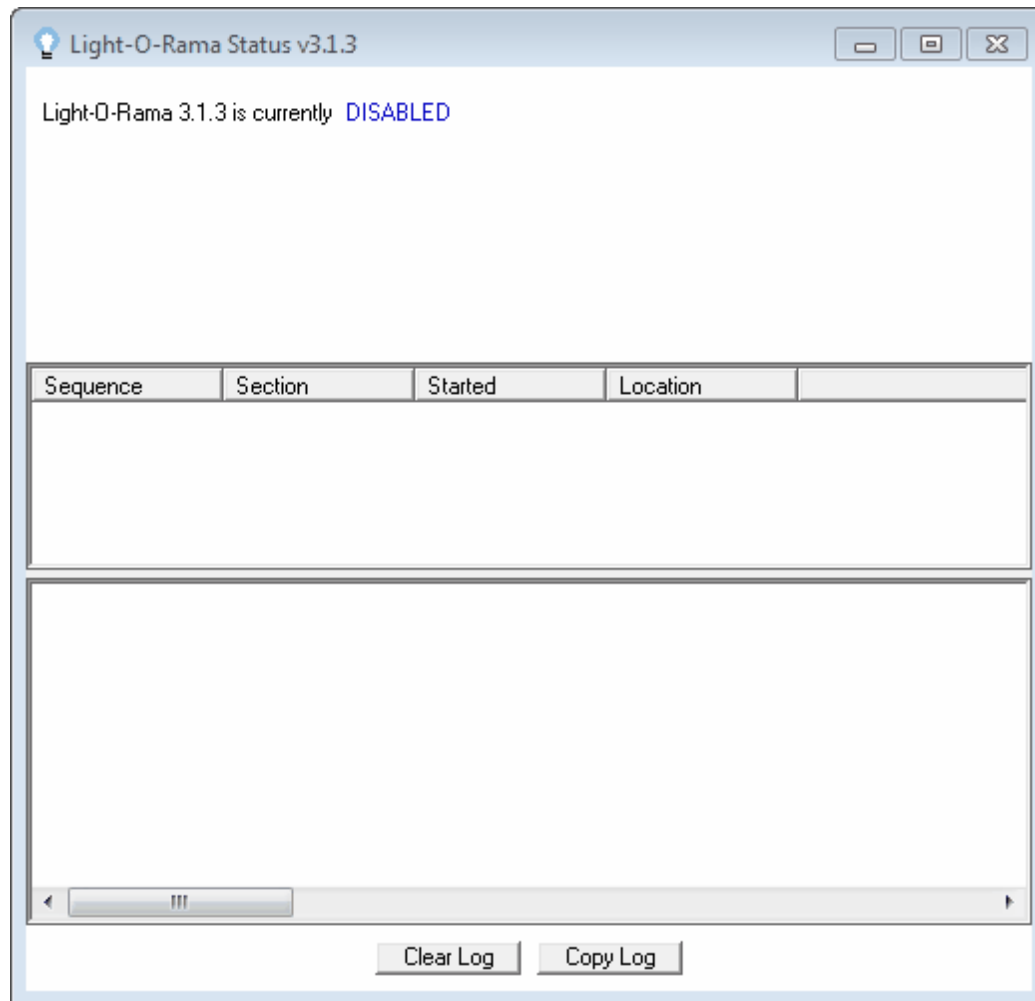 Light-O-Rama Status v3.1.3
Light-O-Rama 3.1.3 is currently DISABLED
Sequence Section Started Location
Clear Log Copy Log